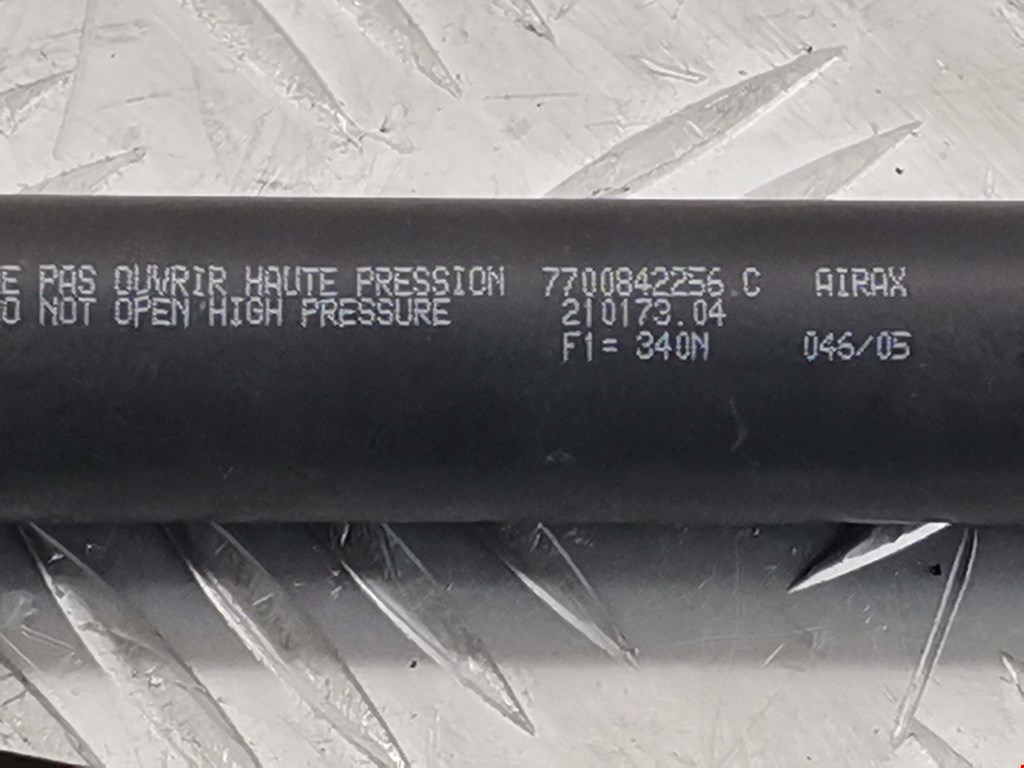 E PAS OUVRIR HAUTE PRESSION 7700842256.C AIRAX
O NOT OPEN HIGH PRESSURE 210173.04
F1= 340N 046/05